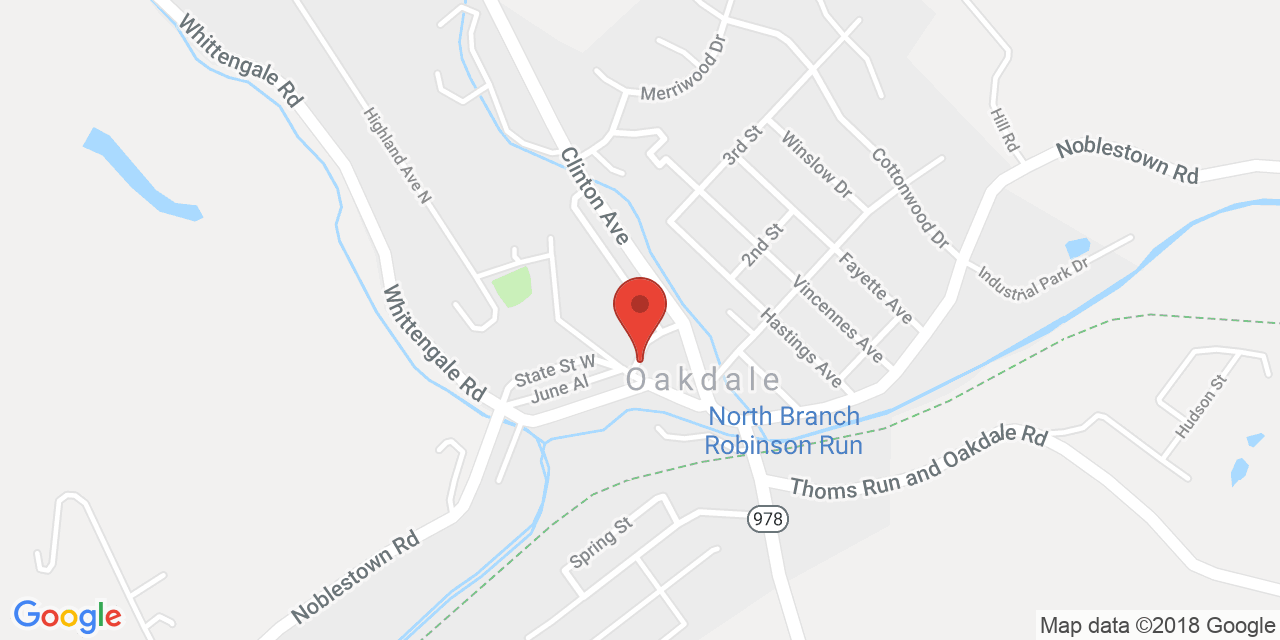 Whittengale Rd
Merriwood Dr
Highland Ave N
Clinton Ave
3rd St
Winslow Dr
Cottonwood Dr
Hill Rd
Noblestown Rd
2nd St
Fayette Ave
Industrial Park Dr
Vincennes Ave
Hastings Ave
Whittengale Rd
State St W
June Al
Oakdale
North Branch
Robinson Run
Hudson St
Thoms Run and Oakdale Rd
978
Spring St
Noblestown Rd
Google
Map data ©2018 Google